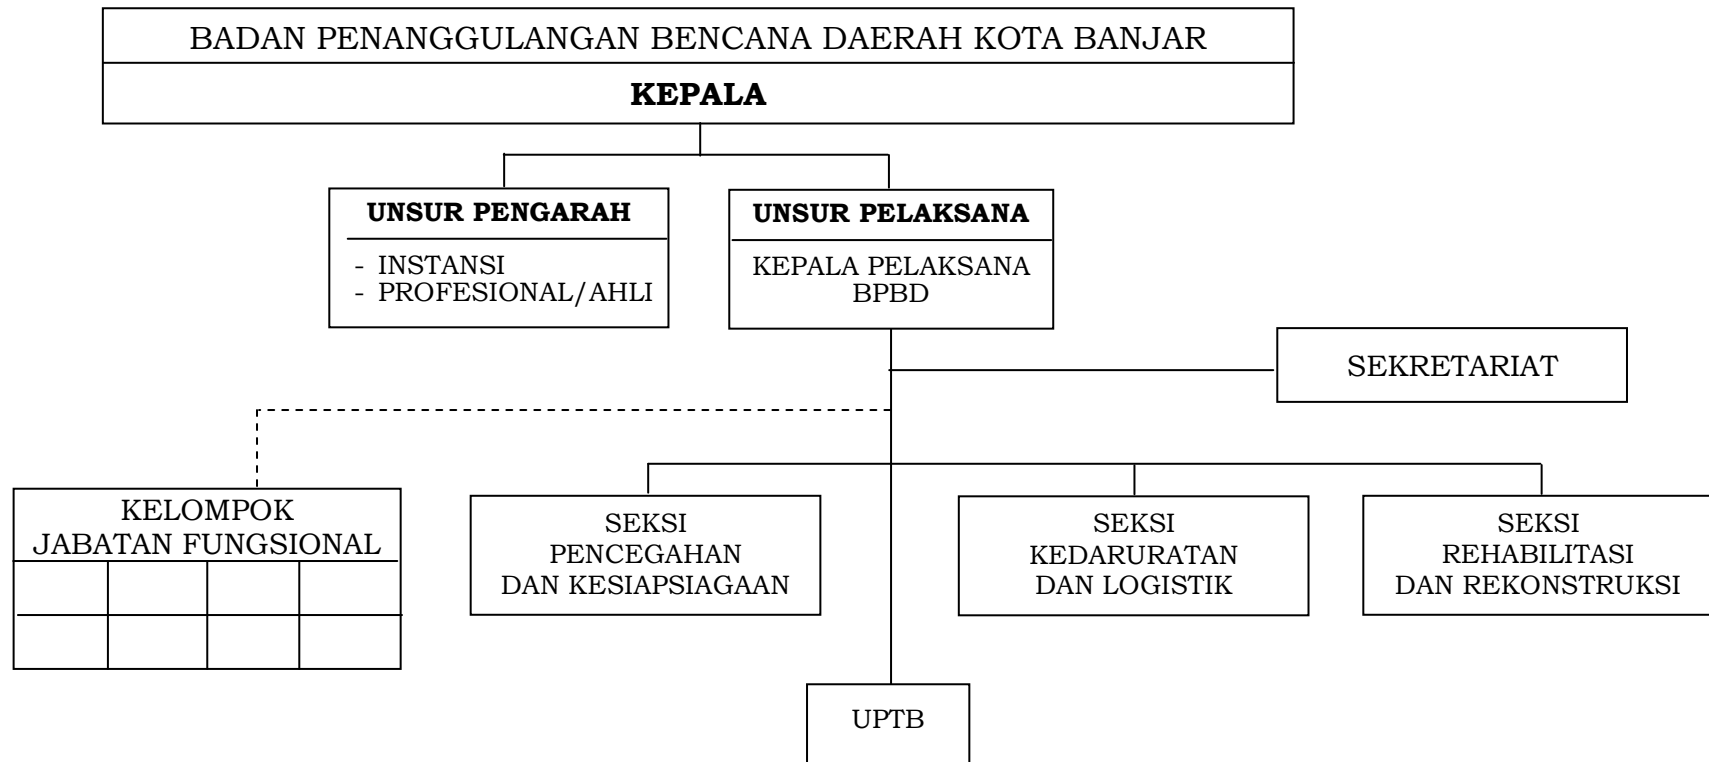 BADAN PENANGGULANGAN BENCANA DAERAH KOTA BANJAR
KEPALA
UNSUR PENGARAH
- INSTANSI
- PROFESIONAL/AHLI
UNSUR PELAKSANA
KEPALA PELAKSANA
BPBD
SEKRETARIAT
KELOMPOK
JABATAN FUNGSIONAL
SEKSI
PENCEGAHAN
DAN KESIAPSIAGAAN
SEKSI
KEDARURATAN
DAN LOGISTIK
SEKSI
REHABILITASI
DAN REKONSTRUKSI
UPTB